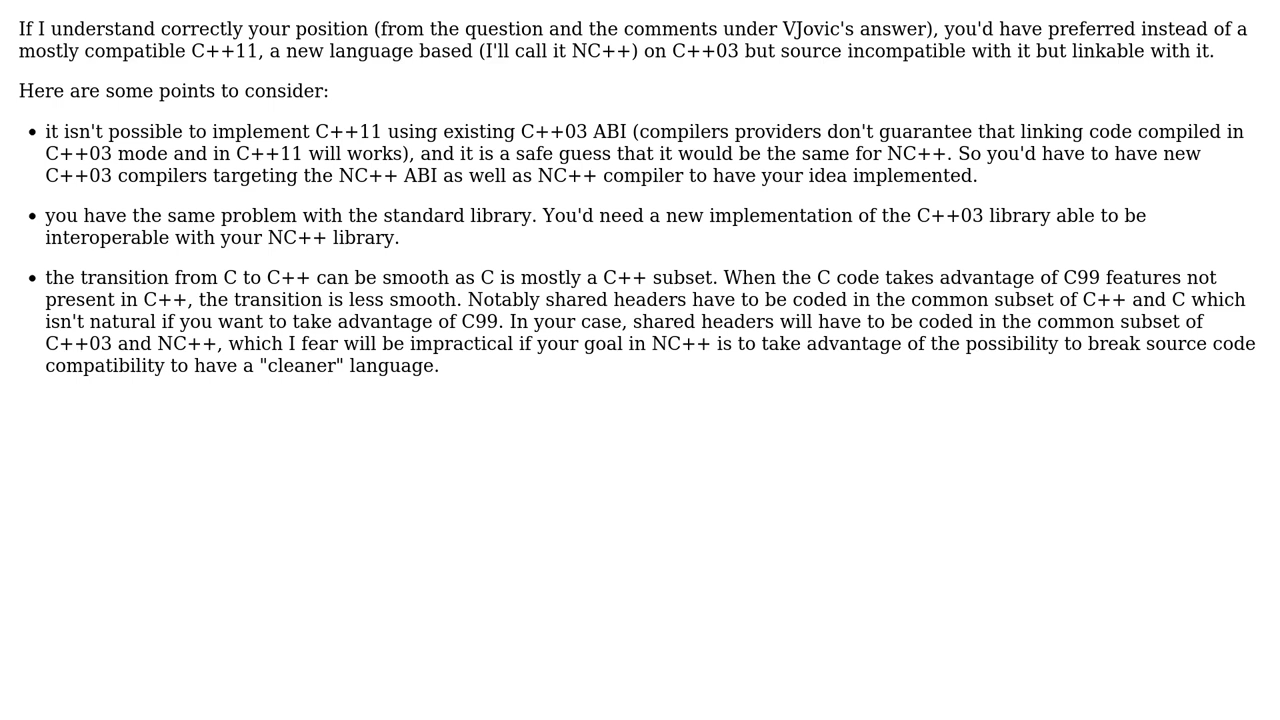 If I understand correctly your position (from the question and the comments under VJovic's answer), you'd have preferred instead of a
mostly compatible C++11, a new language based (I'll call it NC++) on C++03 but source incompatible with it but linkable with it.
Here are some points to consider:
• it isn't possible to implement C++11 using existing C++03 ABI (compilers providers don't guarantee that linking code compiled in
C++03 mode and in C++11 will works), and it is a safe guess that it would be the same for NC++. So you'd have to have new
C++03 compilers targeting the NC++ ABI as well as NC++ compiler to have your idea implemented.
• you have the same problem with the standard library. You'd need a new implementation of the C++03 library able to be
interoperable with your NC++ library.
• the transition from C to C++ can be smooth as C is mostly a C++ subset. When the C code takes advantage of C99 features not
present in C++, the transition is less smooth. Notably shared headers have to be coded in the common subset of C++ and C which
isn't natural if you want to take advantage of C99. In your case, shared headers will have to be coded in the common subset of
C++03 and NC++, which I fear will be impractical if your goal in NC++ is to take advantage of the possibility to break source code
compatibility to have a "cleaner" language.